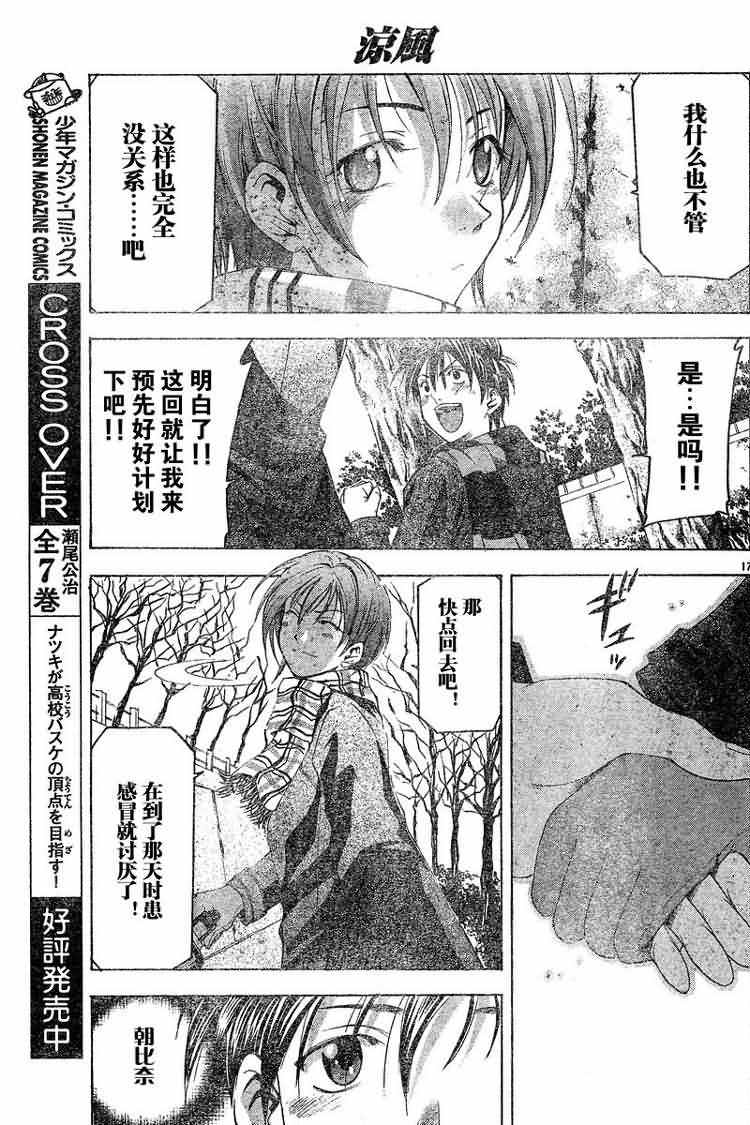 涼風
我什么也不管
这样也完全
没关系……吧
是…是吗!!
明白了!!
这回就让我来
预先好好计划
下吧!!
17
ギュ
那
快点回去吧！
在到了那天时患
感冒就讨厌了！
朝比奈
少年マガジン・コミックス
SHONEN MAGAZINE COMICS
CROSS OVER
瀬尾公治
全7巻
ナツキが高校バスケの頂点を目指す！
好評発売中